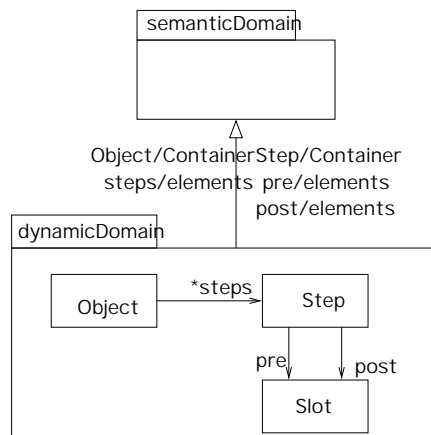 semanticDomain
Object/ContainerStep/Container
steps/elements pre/elements
post/elements
dynamicDomain
Object
*steps
Step
pre
post
Slot